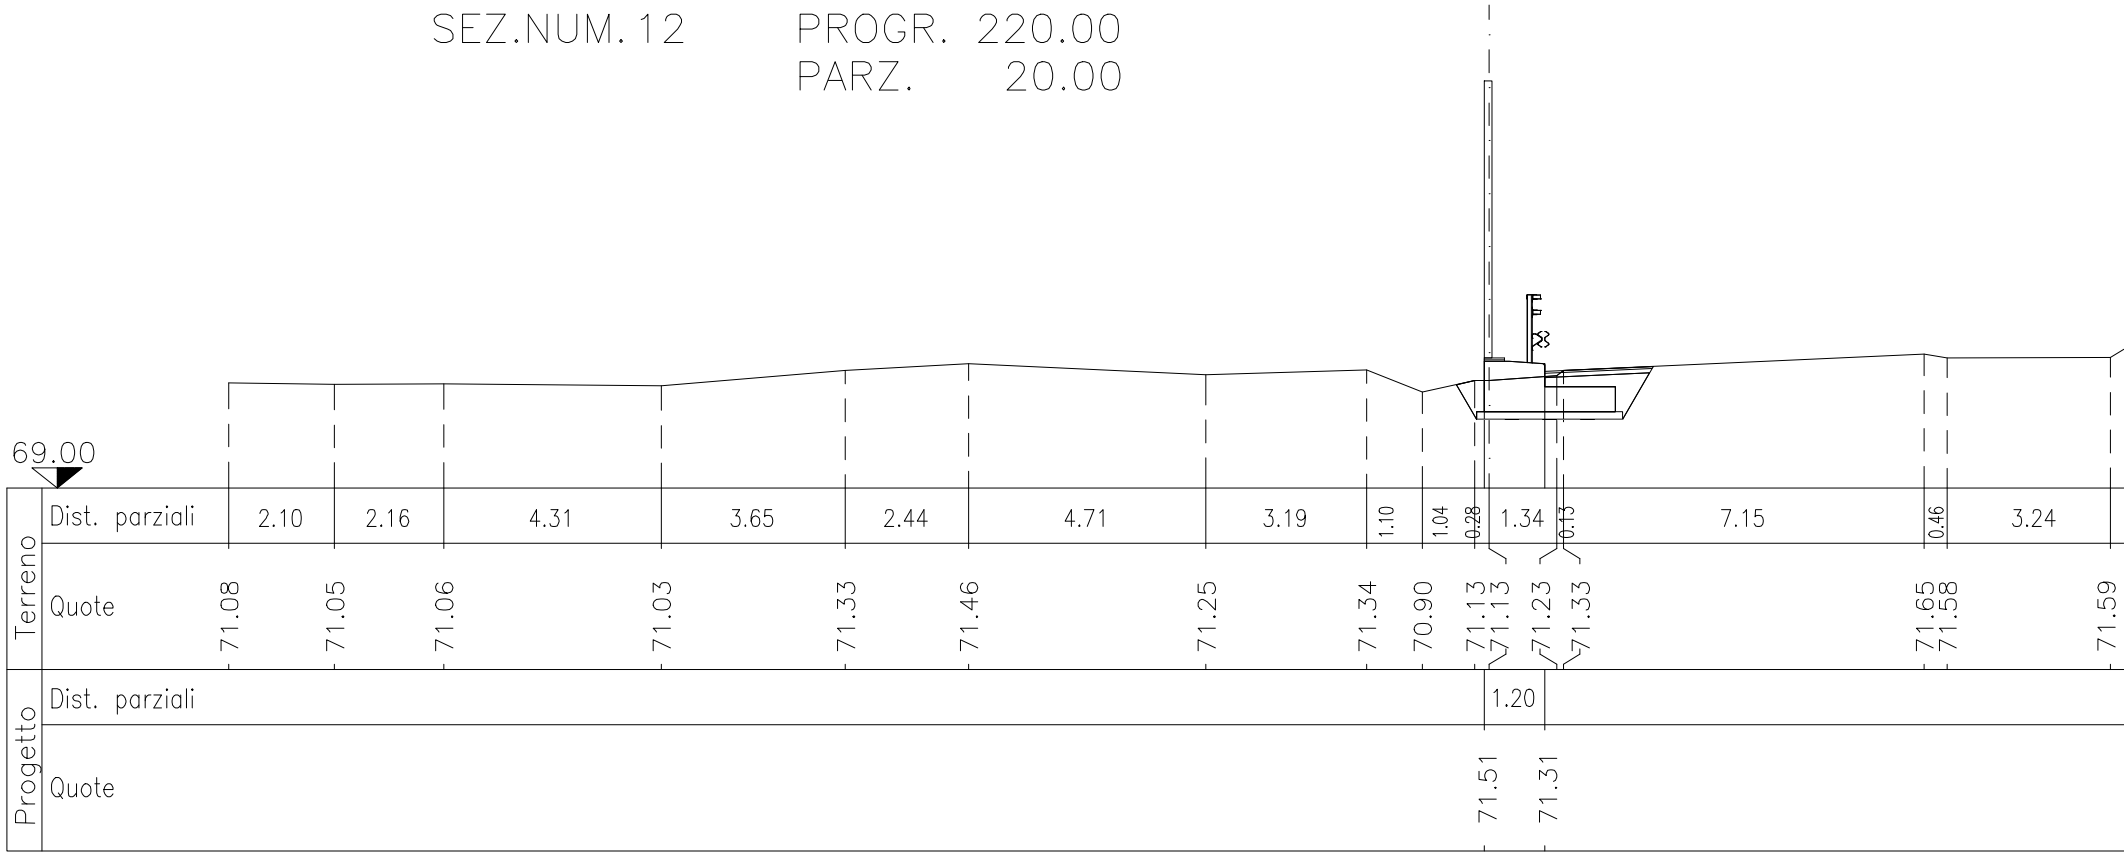 SEZ.NUM. 12 PROGR. 220.00
PARZ. 20.00
69.00
Terreno
Dist. parziali 2.10 2.16 4.31 3.65 2.44 4.71 3.19 1.10 1.04 0.28 1.34 0.13 7.15 0.46 3.24
Quote 71.08 71.05 71.06 71.03 71.33 71.46 71.25 71.34 70.90 71.13 71.13 71.23 71.33 71.65 71.58 71.59
Progetto
Dist. parziali 1.20
Quote 71.51 71.31